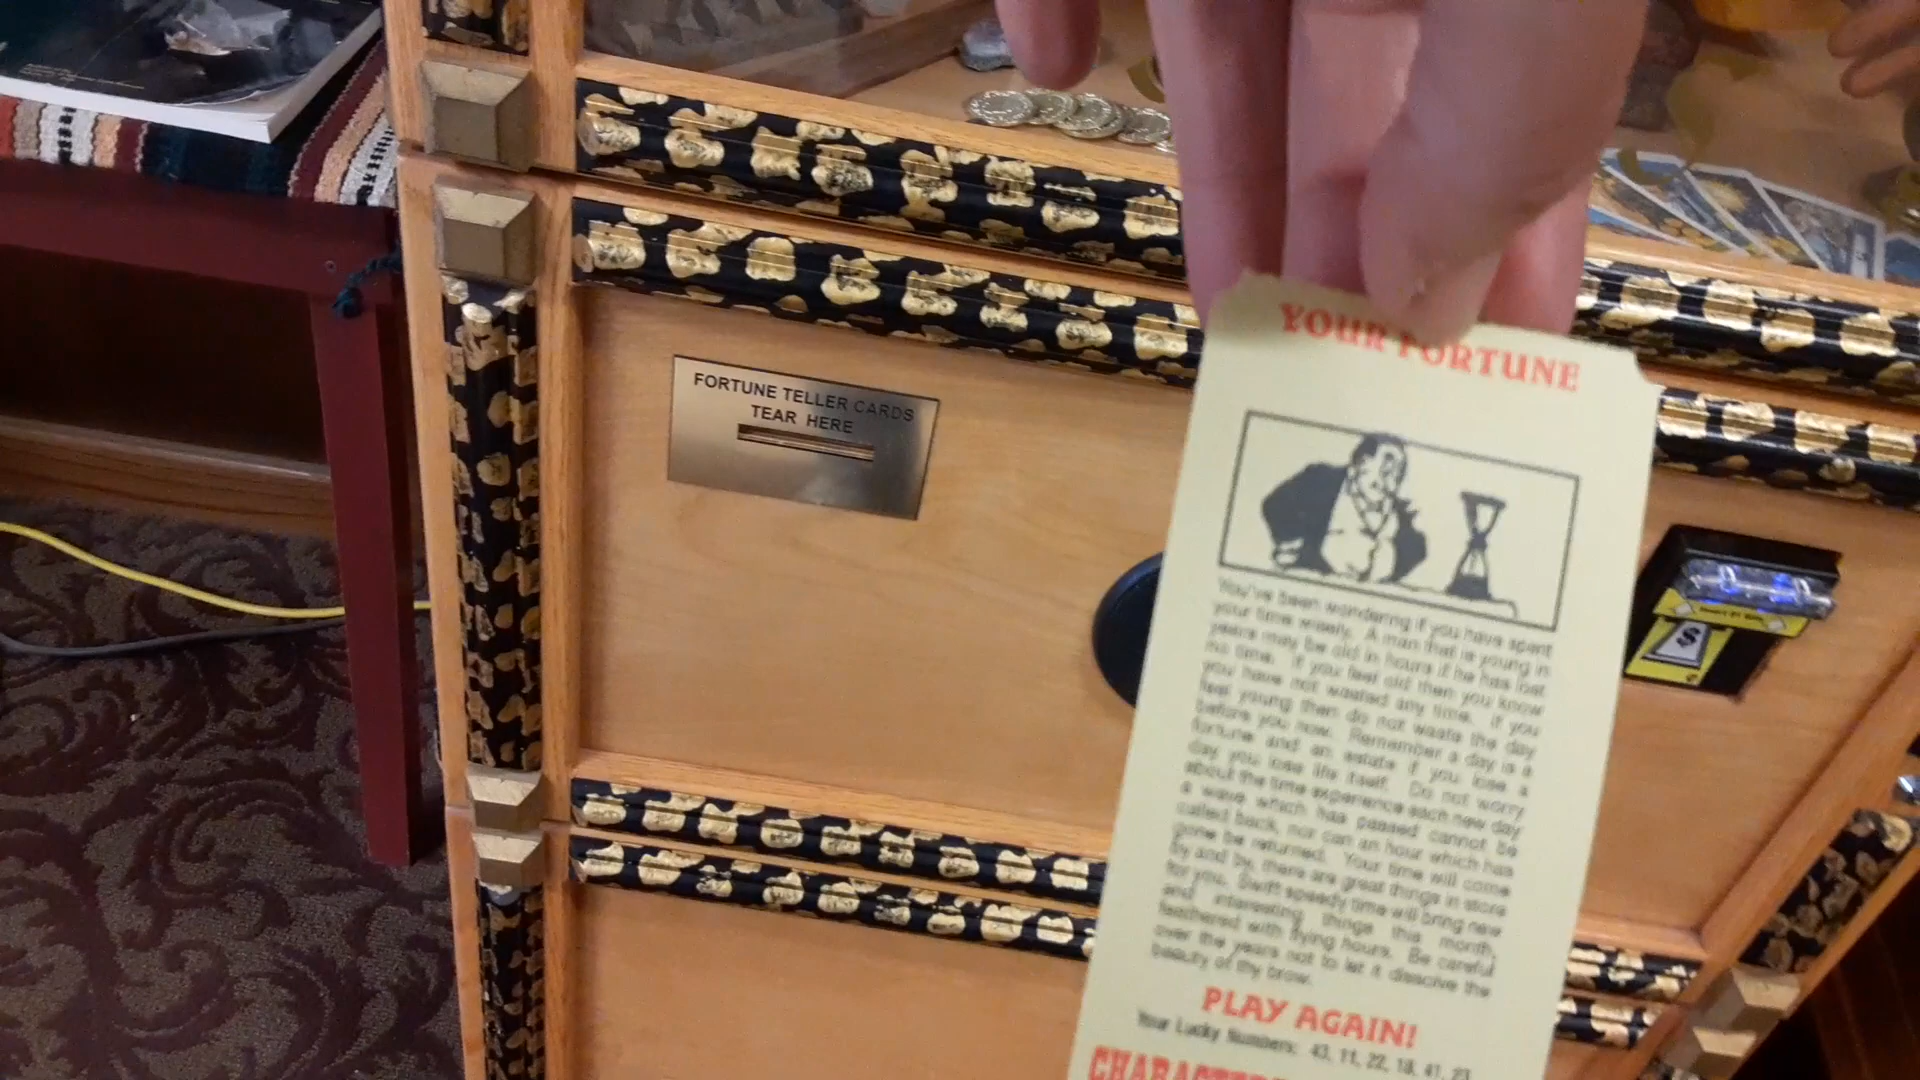 FORTUNE TELLER CARDS
TEAR HERE
YOUR FORTUNE
You've been wondering if you have spent
your time wisely. A man that is young in
years may be old in hours if he has lost
no time. If you feel old then you know
you have not wasted any time. If you
feel young then do not waste the day
before you now. Remember a day is a
fortune and an estate if you lose a
day you lose life itself. Do not worry
about the time experience each new day
a wave which has passed cannot be
called back, nor can an hour which has
gone be returned. Your time will come
by and by, there are great things in store
for you. Swift speedy time will bring new
and interesting things this month,
feathered with flying hours. Be careful
over the years not to let it dissolve the
beauty of thy brow.
PLAY AGAIN!
Your Lucky Numbers: 43, 11, 22, 18, 41, 23
$